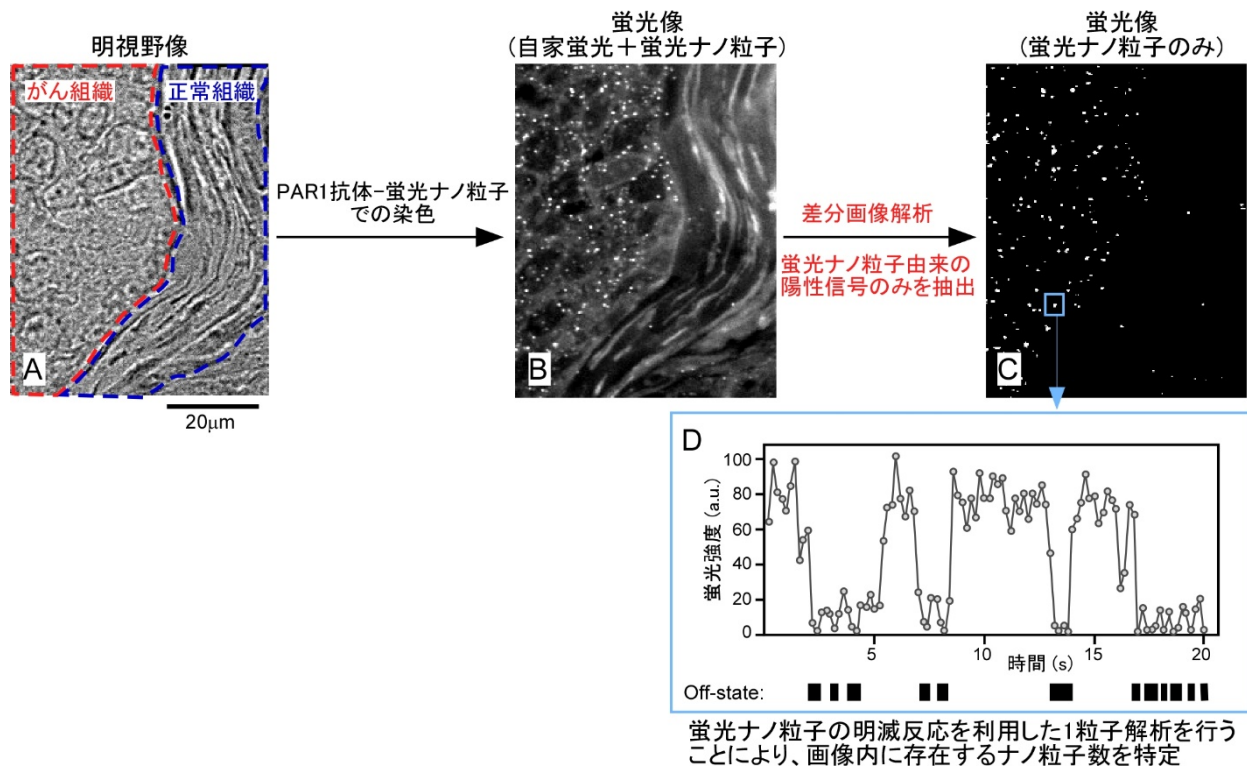 明視野像
がん組織
正常組織
A
20μm
PAR1抗体-蛍光ナノ粒子
での染色
蛍光像
(自家蛍光+蛍光ナノ粒子)
B
差分画像解析
蛍光ナノ粒子由来の
陽性信号のみを抽出
蛍光像
(蛍光ナノ粒子のみ)
C
D
蛍光強度 (a.u.)
100
80
60
40
20
0
5
10
15
20
時間 (s)
Off-state:
蛍光ナノ粒子の明滅反応を利用した1粒子解析を行う
ことにより、画像内に存在するナノ粒子数を特定